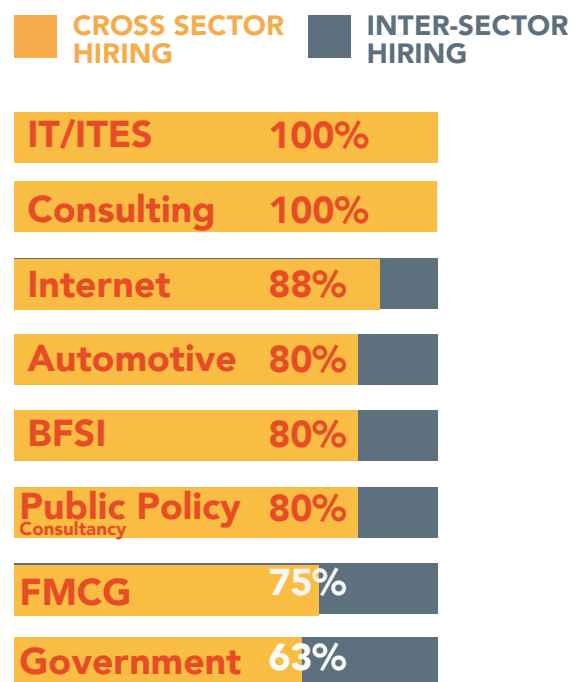 CROSS SECTOR
HIRING
INTER-SECTOR
HIRING
IT/ITES 100%
Consulting 100%
Internet 88%
Automotive 80%
BFSI 80%
Public Policy 80%
Consultancy
FMCG 75%
Government 63%